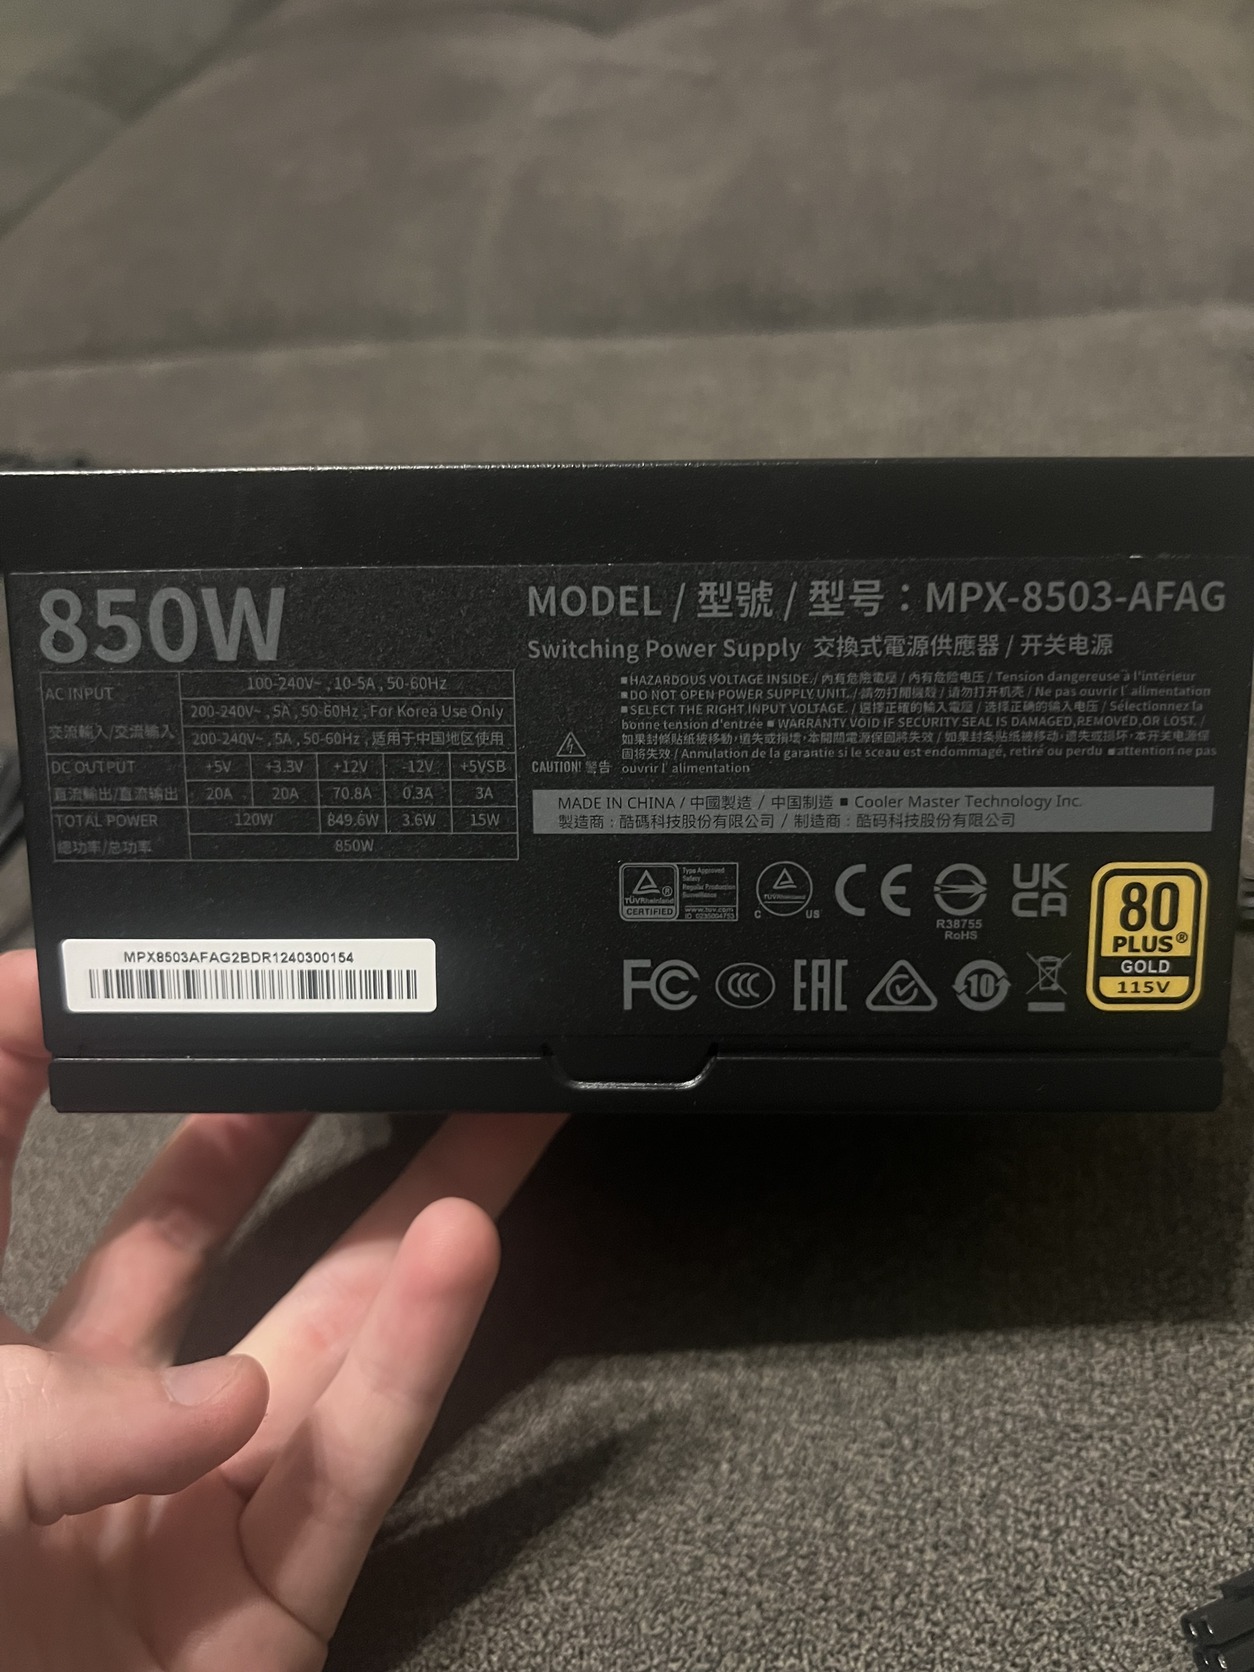 850W
MODEL / 型號 / 型号：MPX-8503-AFAG
Switching Power Supply 交換式電源供應器 / 开关电源
AC INPUT
交流輸入/交流输入
100-240V~ , 10-5A , 50-60Hz
200-240V~ , 5A , 50-60Hz , For Korea Use Only
200-240V~ , 5A , 50-60Hz , 适用于中国地区使用
DC OUTPUT +5V +3.3V +12V -12V +5VSB
直流輸出/直流输出 20A 20A 70.8A 0.3A 3A
TOTAL POWER 120W 849.6W 3.6W 15W
總功率/总功率 850W
CAUTION! 警告
■HAZARDOUS VOLTAGE INSIDE./ 內有危險電壓 / 内有危险电压 / Tension dangereuse à l'intérieur
■DO NOT OPEN POWER SUPPLY UNIT./ 請勿打開機殼 / 请勿打开机壳 / Ne pas ouvrir l' alimentation
■SELECT THE RIGHT INPUT VOLTAGE. / 選擇正確的輸入電壓 / 选择正确的输入电压 / Sélectionnez la
bonne tension d'entrée ■ WARRANTY VOID IF SECURITY SEAL IS DAMAGED,REMOVED,OR LOST. /
如果封條貼紙被移動，遺失或損壞，本開關電源保固將失效 / 如果封条贴纸被移动，遗失或损坏，本开关电源保
固将失效 / Annulation de la garantie si le sceau est endommagé, retiré ou perdu ■attention ne pas
ouvrir l' alimentation
MADE IN CHINA / 中國製造 / 中国制造 ■ Cooler Master Technology Inc.
製造商：酷碼科技股份有限公司 / 制造商：酷码科技股份有限公司
TÜVRheinland
CERTIFIED
Type Approved
Safety
Regular Production
Surveillance
www.tuv.com
TÜVRheinland
C US
CE
R38755
RoHS
UK
CA
FC
CCC
EAC
10
80
PLUS®
GOLD
115V
MPX8503AFAG2BDR1240300154